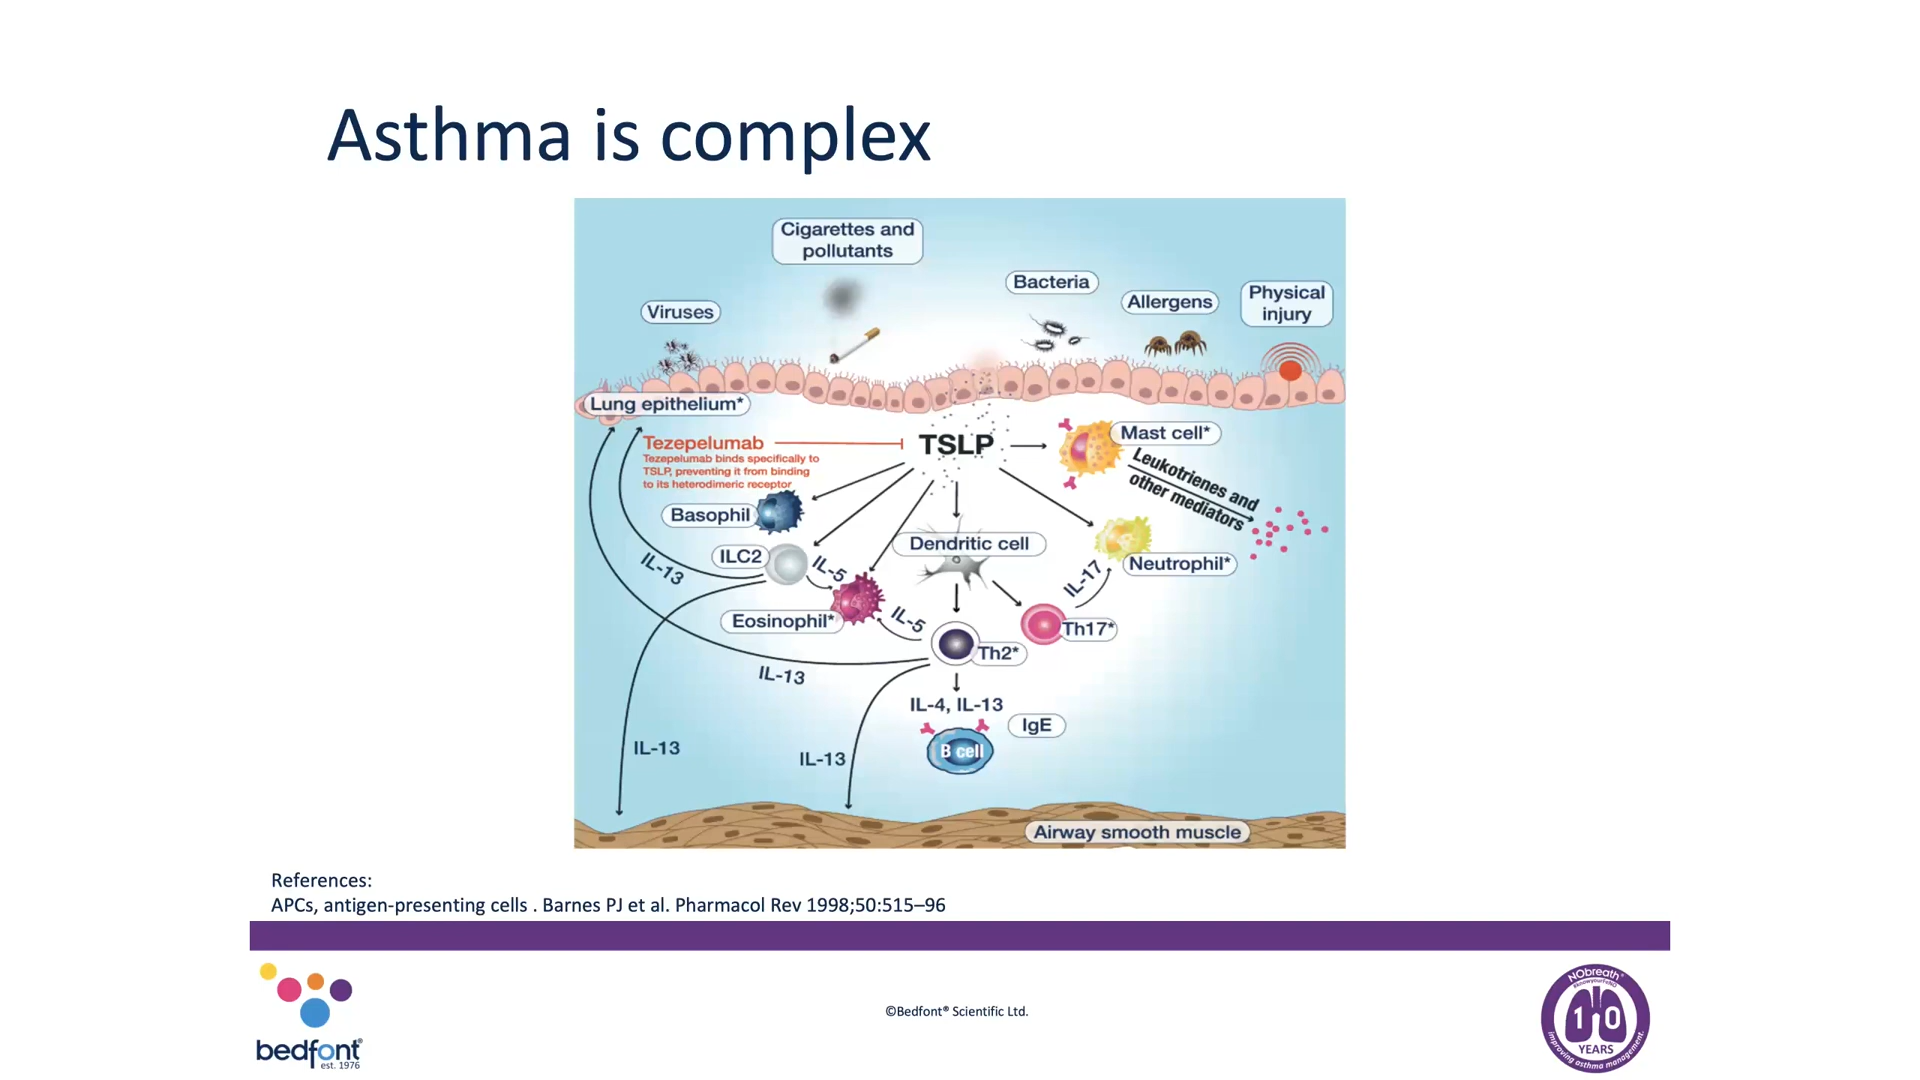 Asthma is complex
Cigarettes and
pollutants
Bacteria
Allergens
Physical
injury
Viruses
Lung epithelium*
Tezepelumab
Tezepelumab binds specifically to
TSLP, preventing it from binding
to its heterodimeric receptor
TSLP
Mast cell*
Leukotrienes and
other mediators
Basophil
ILC2
IL-5
IL-13
Dendritic cell
Neutrophil*
IL-17
Eosinophil*
IL-5
Th17*
Th2*
IL-13
IL-4, IL-13
IgE
B cell
IL-13
IL-13
Airway smooth muscle
References:
APCs, antigen-presenting cells . Barnes PJ et al. Pharmacol Rev 1998;50:515–96
bedfont®
est. 1976
©Bedfont® Scientific Ltd.
NObreath®
#knowyourFeNO
10
YEARS
improving asthma management.